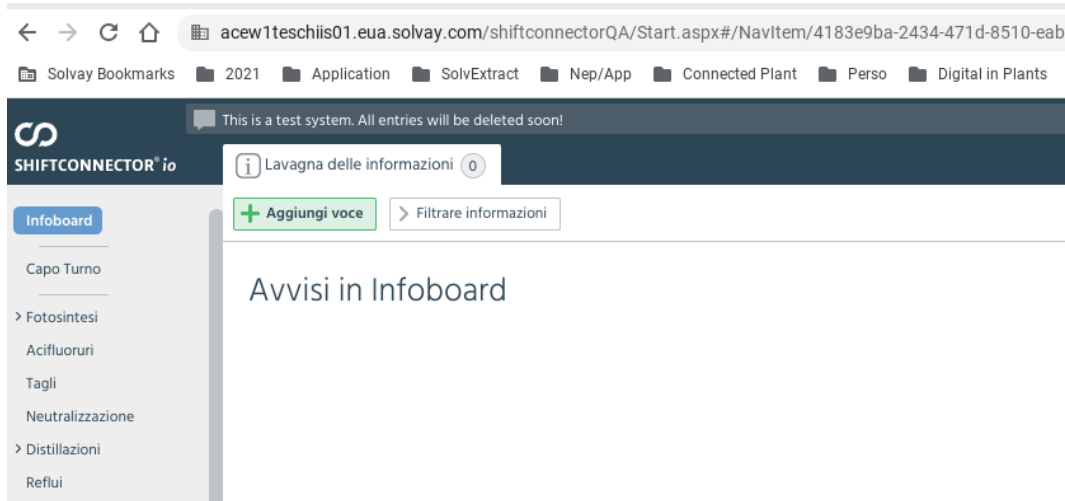 acew1teschiis01.eua.solvay.com/shiftconnectorQA/Start.aspx#/NavItem/4183e9ba-2434-471d-8510-eab
Solvay Bookmarks 2021 Application SolvExtract Nep/App Connected Plant Perso Digital in Plants
This is a test system. All entries will be deleted soon!
SHIFTCONNECTOR® io
i Lavagna delle informazioni 0
Infoboard
+ Aggiungi voce > Filtrare informazioni
Capo Turno
Avvisi in Infoboard
> Fotosintesi
Acifluoruri
Tagli
Neutralizzazione
> Distillazioni
Reflui